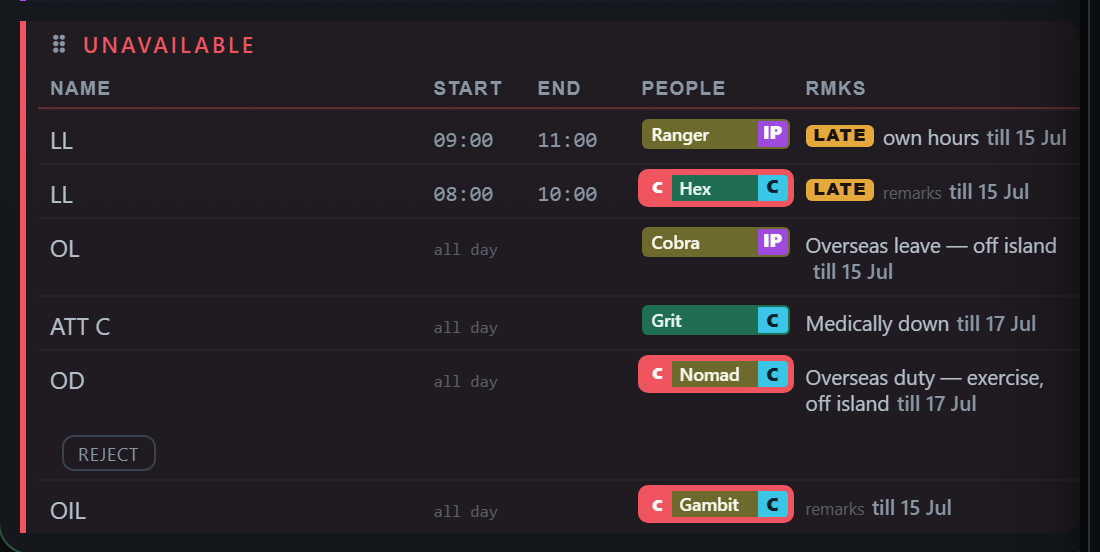 UNAVAILABLE
NAME START END PEOPLE RMKS
LL 09:00 11:00 Ranger IP LATE own hours till 15 Jul
LL 08:00 10:00 C Hex C LATE remarks till 15 Jul
OL all day Cobra IP Overseas leave — off island
till 15 Jul
ATT C all day Grit C Medically down till 17 Jul
OD all day C Nomad C Overseas duty — exercise,
off island till 17 Jul
REJECT
OIL all day C Gambit C remarks till 15 Jul